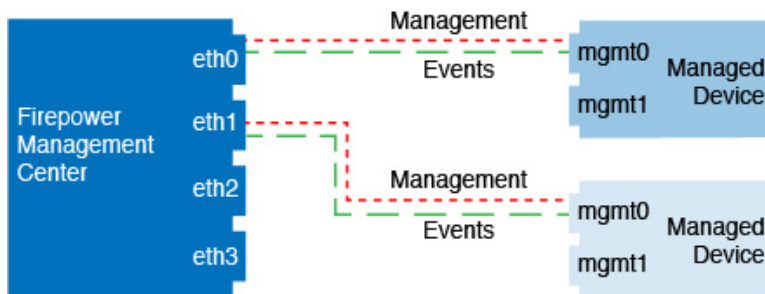 Management
eth0
mgmt0
Managed
Device
Events
mgmt1
Firepower
Management
Center
eth1
Management
eth2
mgmt0
Managed
Device
Events
eth3
mgmt1